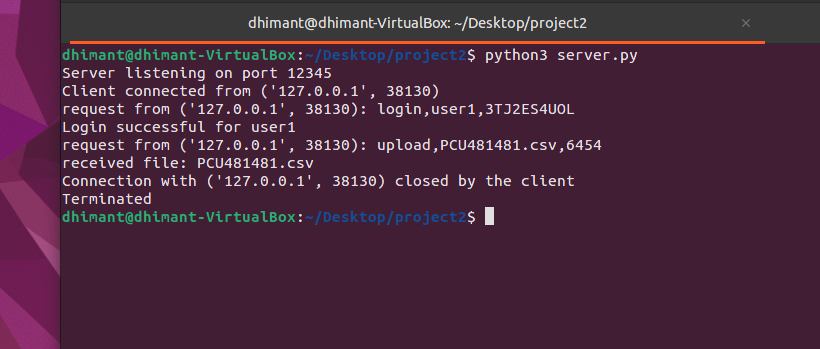 dhimant@dhimant-VirtualBox: ~/Desktop/project2
dhimant@dhimant-VirtualBox:~/Desktop/project2$ python3 server.py
Server listening on port 12345
Client connected from ('127.0.0.1', 38130)
request from ('127.0.0.1', 38130): login,user1,3TJ2ES4UOL
Login successful for user1
request from ('127.0.0.1', 38130): upload,PCU481481.csv,6454
received file: PCU481481.csv
Connection with ('127.0.0.1', 38130) closed by the client
Terminated
dhimant@dhimant-VirtualBox:~/Desktop/project2$